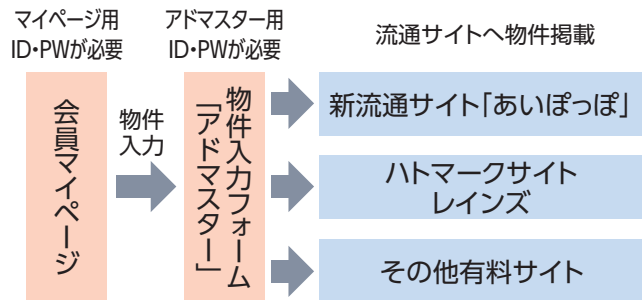 マイページ用
ID・PWが必要
アドマスター用
ID・PWが必要
流通サイトへ物件掲載
会員マイページ
物件
入力
物件入力フォーム
「アドマスター」
新流通サイト「あいぽっぽ」
ハトマークサイト
レインズ
その他有料サイト